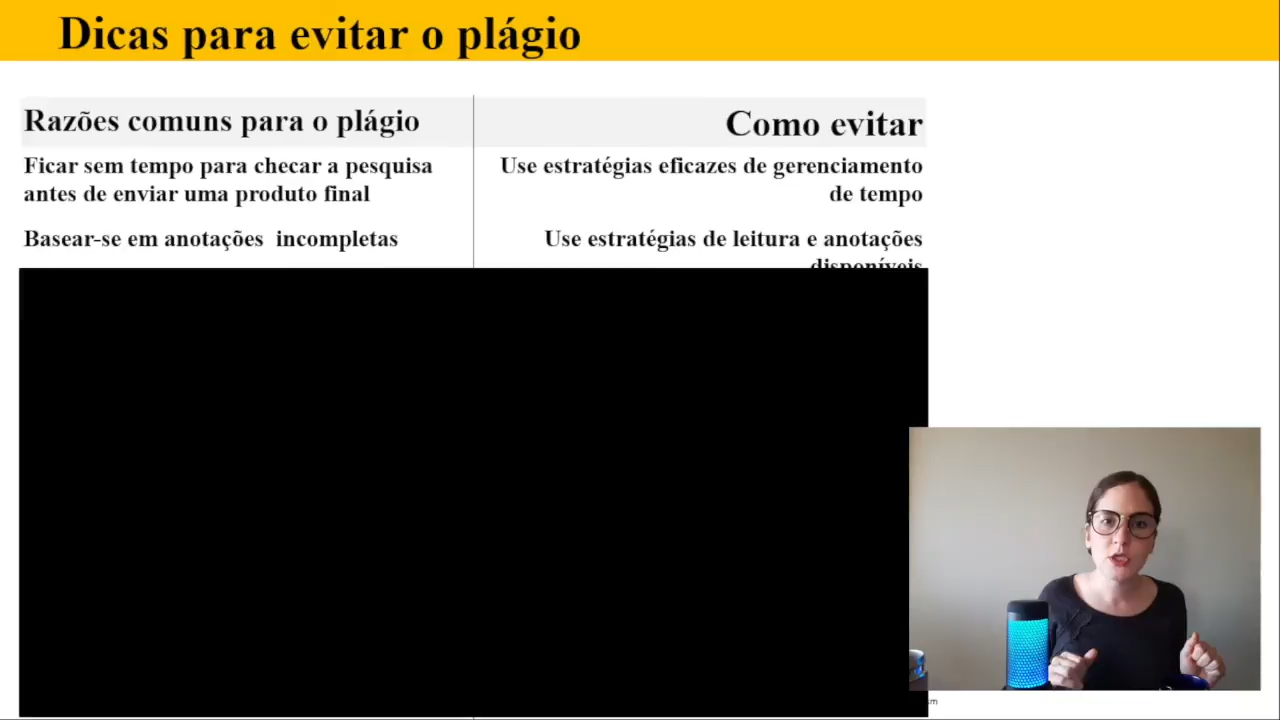 Dicas para evitar o plágio
Razões comuns para o plágio
Como evitar
Ficar sem tempo para checar a pesquisa
antes de enviar uma produto final
Use estratégias eficazes de gerenciamento
de tempo
Basear-se em anotações incompletas
Use estratégias de leitura e anotações
disponíveis